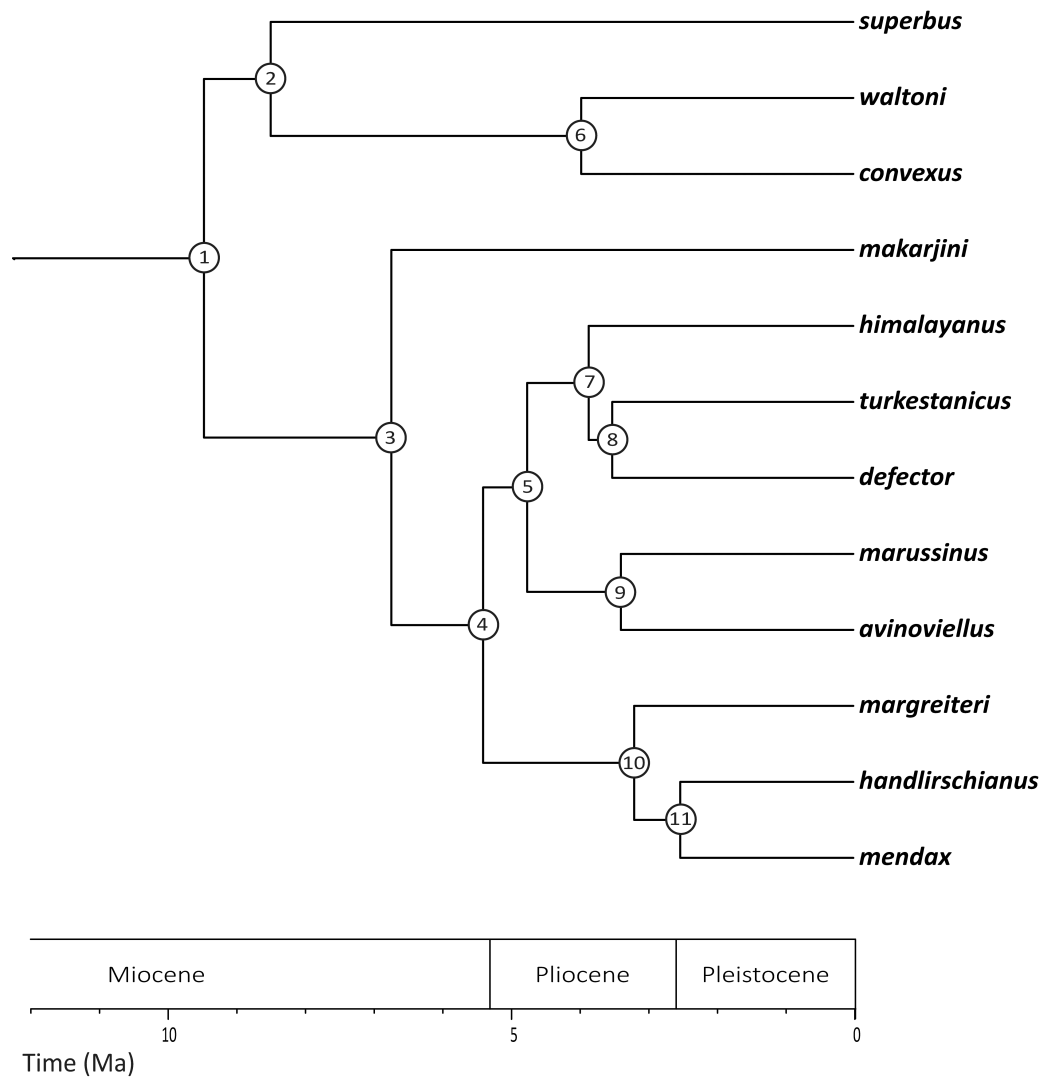 superbus
2
waltoni
6
convexus
makarjini
1
himalayanus
7
turkestanicus
3
8
defector
5
marussinus
9
4
avinoviellus
margreiteri
10
handlirschianus
11
mendax
Miocene Pliocene Pleistocene
10 5 0
Time (Ma)